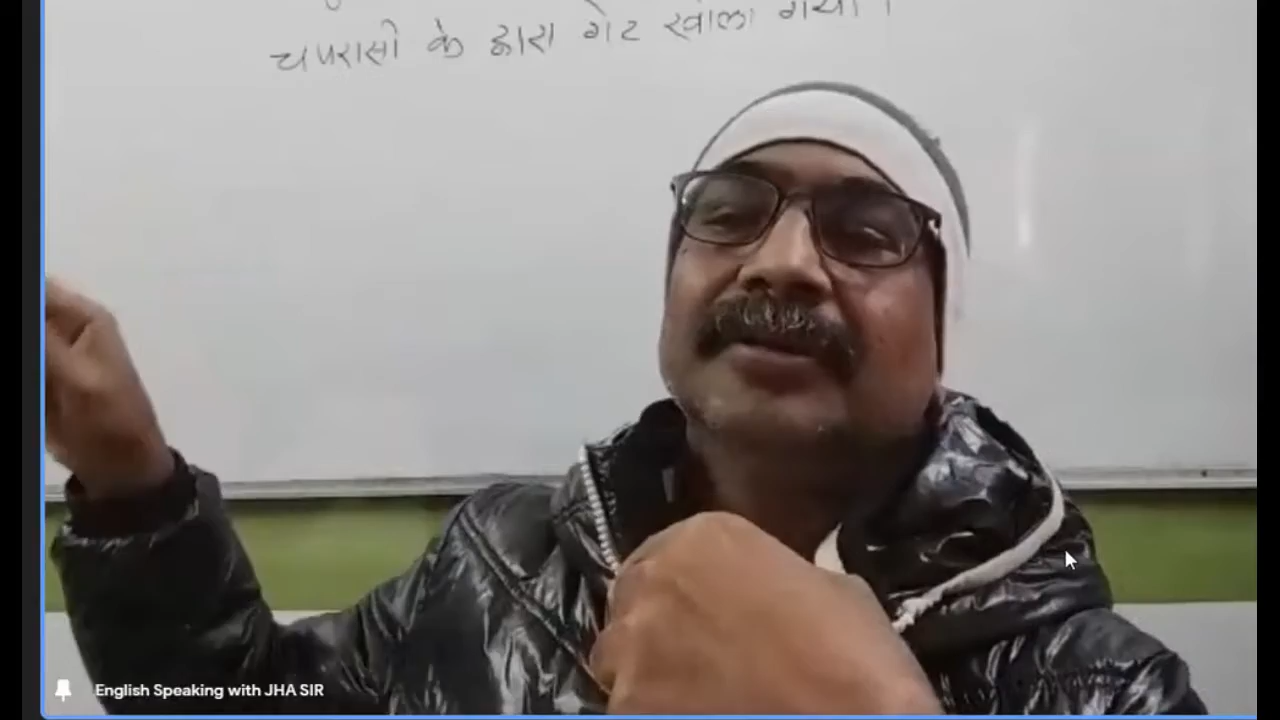 चपरासी के द्वारा गेट खोला गया ।
English Speaking with JHA SIR